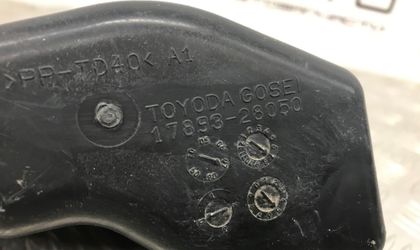 >PP-TD40< A1
TOYODA GOSEI
17893-28050